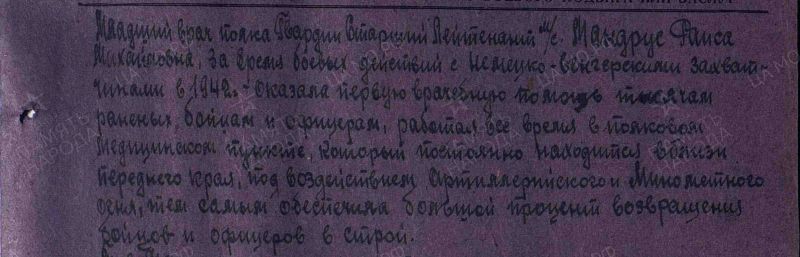 Младший врач полка Гвардии Старший Лейтенант м/с. Мандрус Раиса
Михайловна, за время боевых действий с немецко-венгерскими захват-
чиками в 1942г.- оказала первую врачебную помощь тысячам
раненых бойцам и офицерам, работая все время в полковом
медицинском пункте, который постоянно находится вблизи
переднего края, под воздействием Артиллерийского и Минометного
огня, тем самым обеспечила большой процент возвращения
бойцов и офицеров в строй.